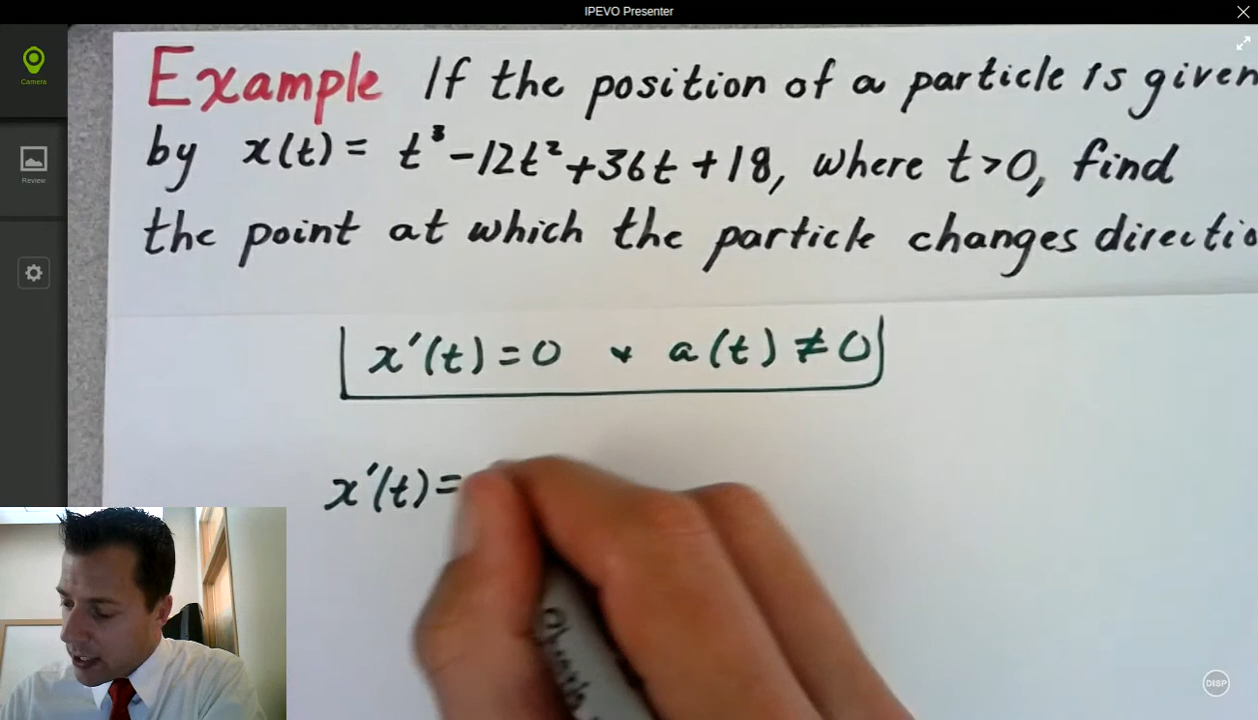 IPEVO Presenter
Camera
Review
Example If the position of a particle is given
by x(t) = t³-12t²+36t+18, where t>0, find
the point at which the particle changes directio
x′(t)=0 & a(t)≠0
x′(t)=
DISP